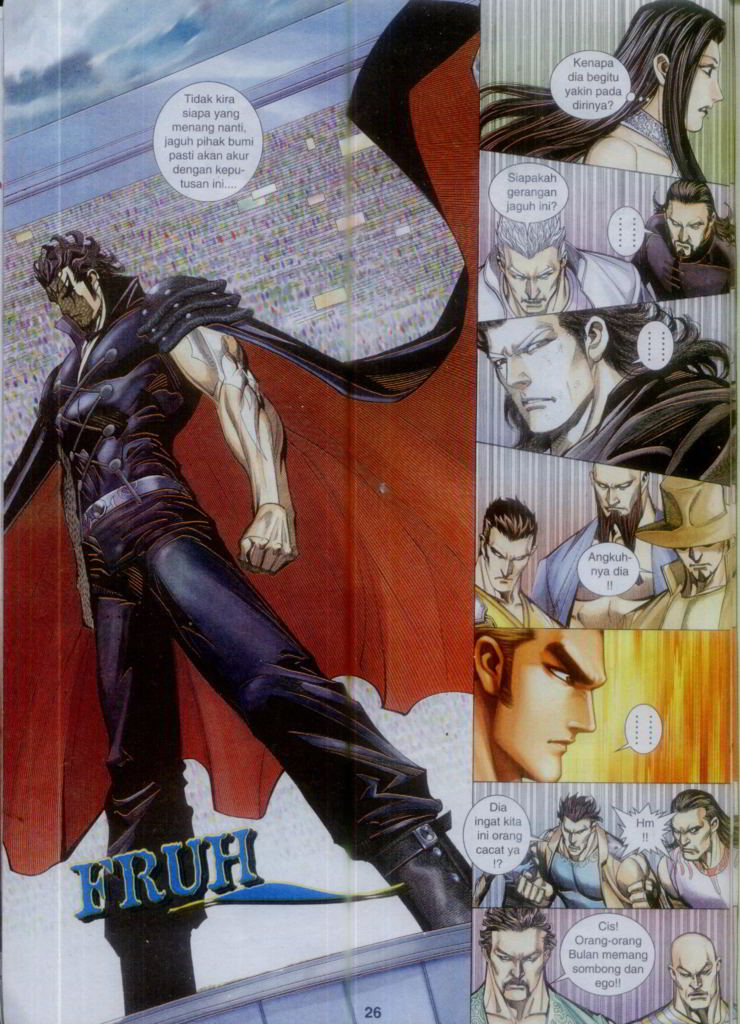 Tidak kira
siapa yang
menang nanti,
jaguh pihak bumi
pasti akan akur
dengan kepu-
tusan ini....
FRUH
Kenapa
dia begitu
yakin pada
dirinya?
Siapakah
gerangan
jaguh ini?
Angkuh-
nya dia
!!
Dia
ingat kita
ini orang
cacat ya
!?
Hm
!!
Cis!
Orang-orang
Bulan memang
sombong dan
ego!!
26